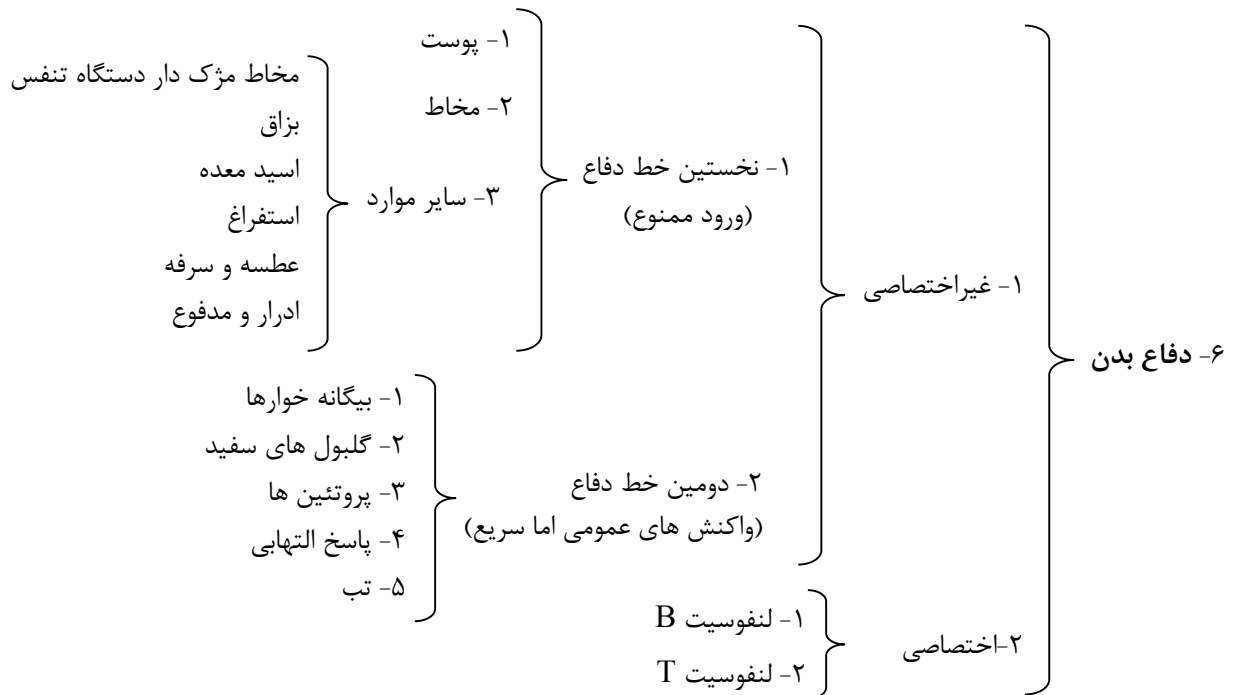 ۶- دفاع بدن
۱- غیراختصاصی
۱- نخستین خط دفاع
(ورود ممنوع)
۱- پوست
۲- مخاط
۳- سایر موارد
مخاط مژک دار دستگاه تنفس
بزاق
اسید معده
استفراغ
عطسه و سرفه
ادرار و مدفوع
۲- دومین خط دفاع
(واکنش های عمومی اما سریع)
۱- بیگانه خوارها
۲- گلبول های سفید
۳- پروتئین ها
۴- پاسخ التهابی
۵- تب
۲-اختصاصی
۱- لنفوسیت B
۲- لنفوسیت T